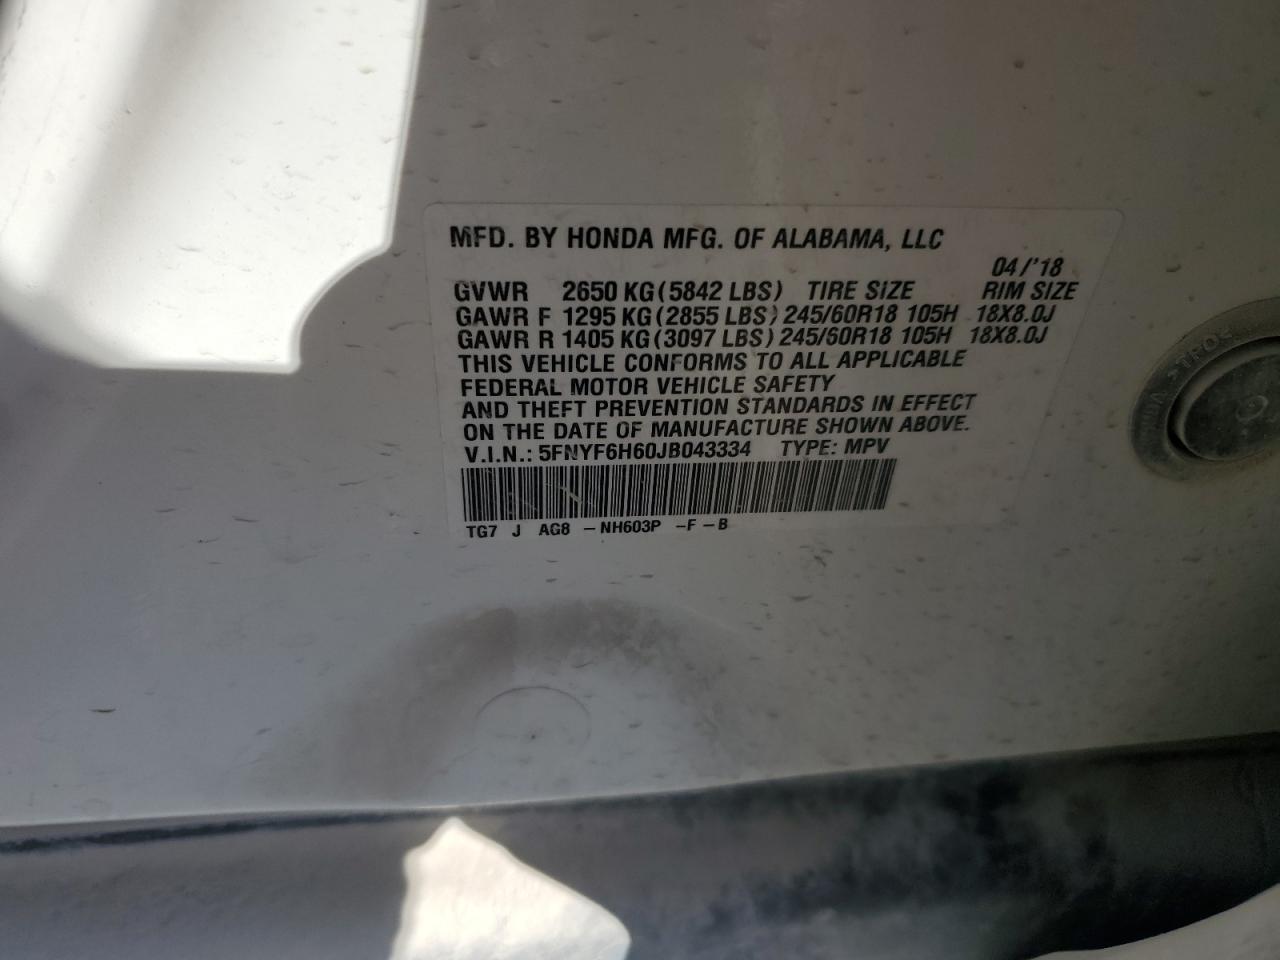 MFD. BY HONDA MFG. OF ALABAMA, LLC
04/'18
GVWR 2650 KG(5842 LBS) TIRE SIZE RIM SIZE
GAWR F 1295 KG(2855 LBS)245/60R18 105H 18X8.0J
GAWR R 1405 KG(3097 LBS)245/60R18 105H 18X8.0J
THIS VEHICLE CONFORMS TO ALL APPLICABLE
FEDERAL MOTOR VEHICLE SAFETY
AND THEFT PREVENTION STANDARDS IN EFFECT
ON THE DATE OF MANUFACTURE SHOWN ABOVE.
V.I.N.: 5FNYF6H60JB043334 TYPE: MPV
TG7 J AG8 -NH603P -F-B